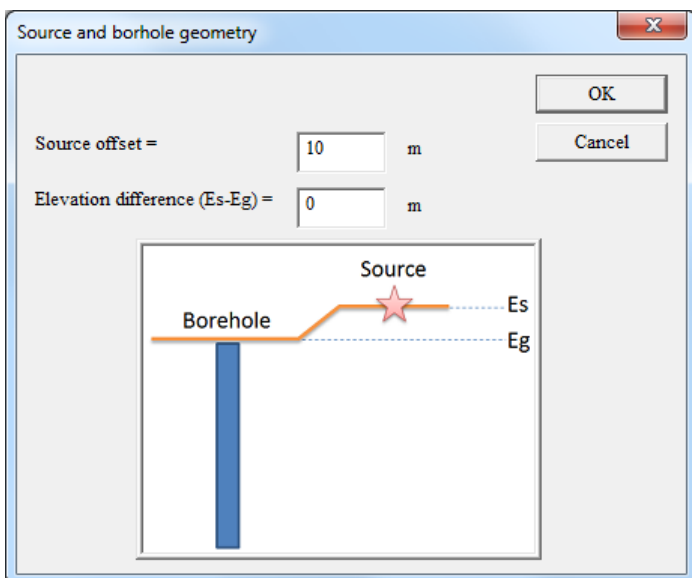 Source and borhole geometry
OK
Source offset =
10
m
Cancel
Elevation difference (Es-Eg) =
0
m
Source
Es
Borehole
Eg